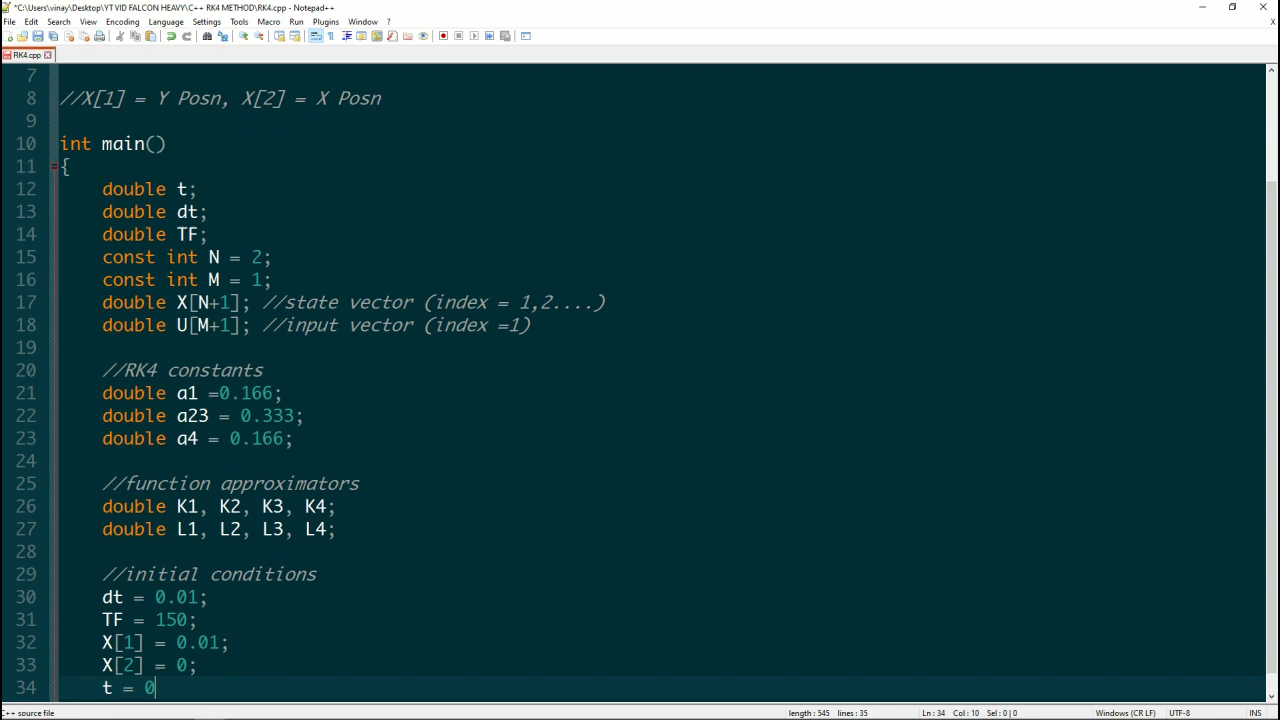 *C:\Users\vinay\Desktop\YT VID FALCON HEAVY\C++ RK4 METHOD\RK4.cpp - Notepad++
File Edit Search View Encoding Language Settings Tools Macro Run Plugins Window ?
RK4.cpp
7
8 //X[1] = Y Posn, X[2] = X Posn
9
10 int main()
11 {
12 double t;
13 double dt;
14 double TF;
15 const int N = 2;
16 const int M = 1;
17 double X[N+1]; //state vector (index = 1,2....)
18 double U[M+1]; //input vector (index =1)
19
20 //RK4 constants
21 double a1 =0.166;
22 double a23 = 0.333;
23 double a4 = 0.166;
24
25 //function approximators
26 double K1, K2, K3, K4;
27 double L1, L2, L3, L4;
28
29 //initial conditions
30 dt = 0.01;
31 TF = 150;
32 X[1] = 0.01;
33 X[2] = 0;
34 t = 0
C++ source file length : 545 lines : 35 Ln : 34 Col : 10 Sel : 0 | 0 Windows (CR LF) UTF-8 INS